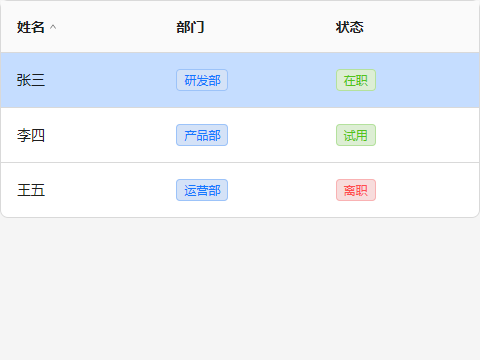 姓名 部门 状态
张三 研发部 在职
李四 产品部 试用
王五 运营部 离职